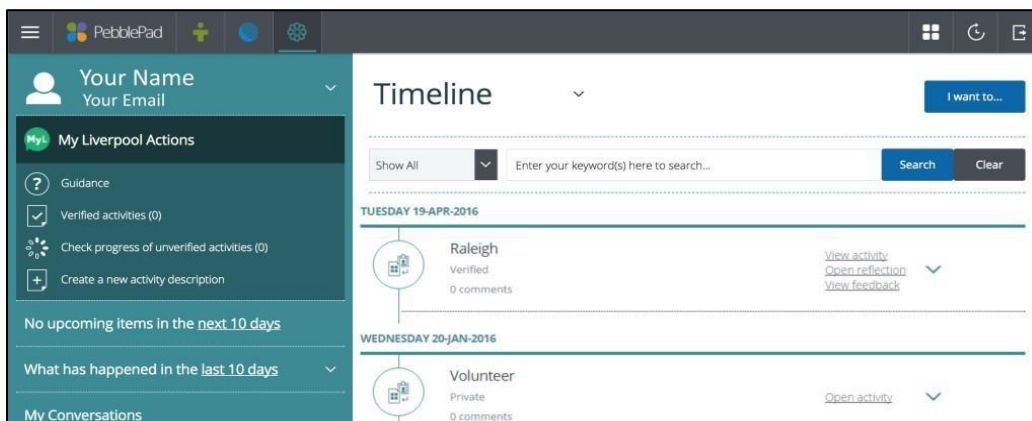 PebblePad
Your Name
Your Email
MyL My Liverpool Actions
? Guidance
Verified activities (0)
Check progress of unverified activities (0)
Create a new activity description
No upcoming items in the next 10 days
What has happened in the last 10 days
My Conversations
Timeline
I want to...
Show All
Enter your keyword(s) here to search...
Search
Clear
TUESDAY 19-APR-2016
Raleigh
Verified
0 comments
View activity
Open reflection
View feedback
WEDNESDAY 20-JAN-2016
Volunteer
Private
0 comments
Open activity